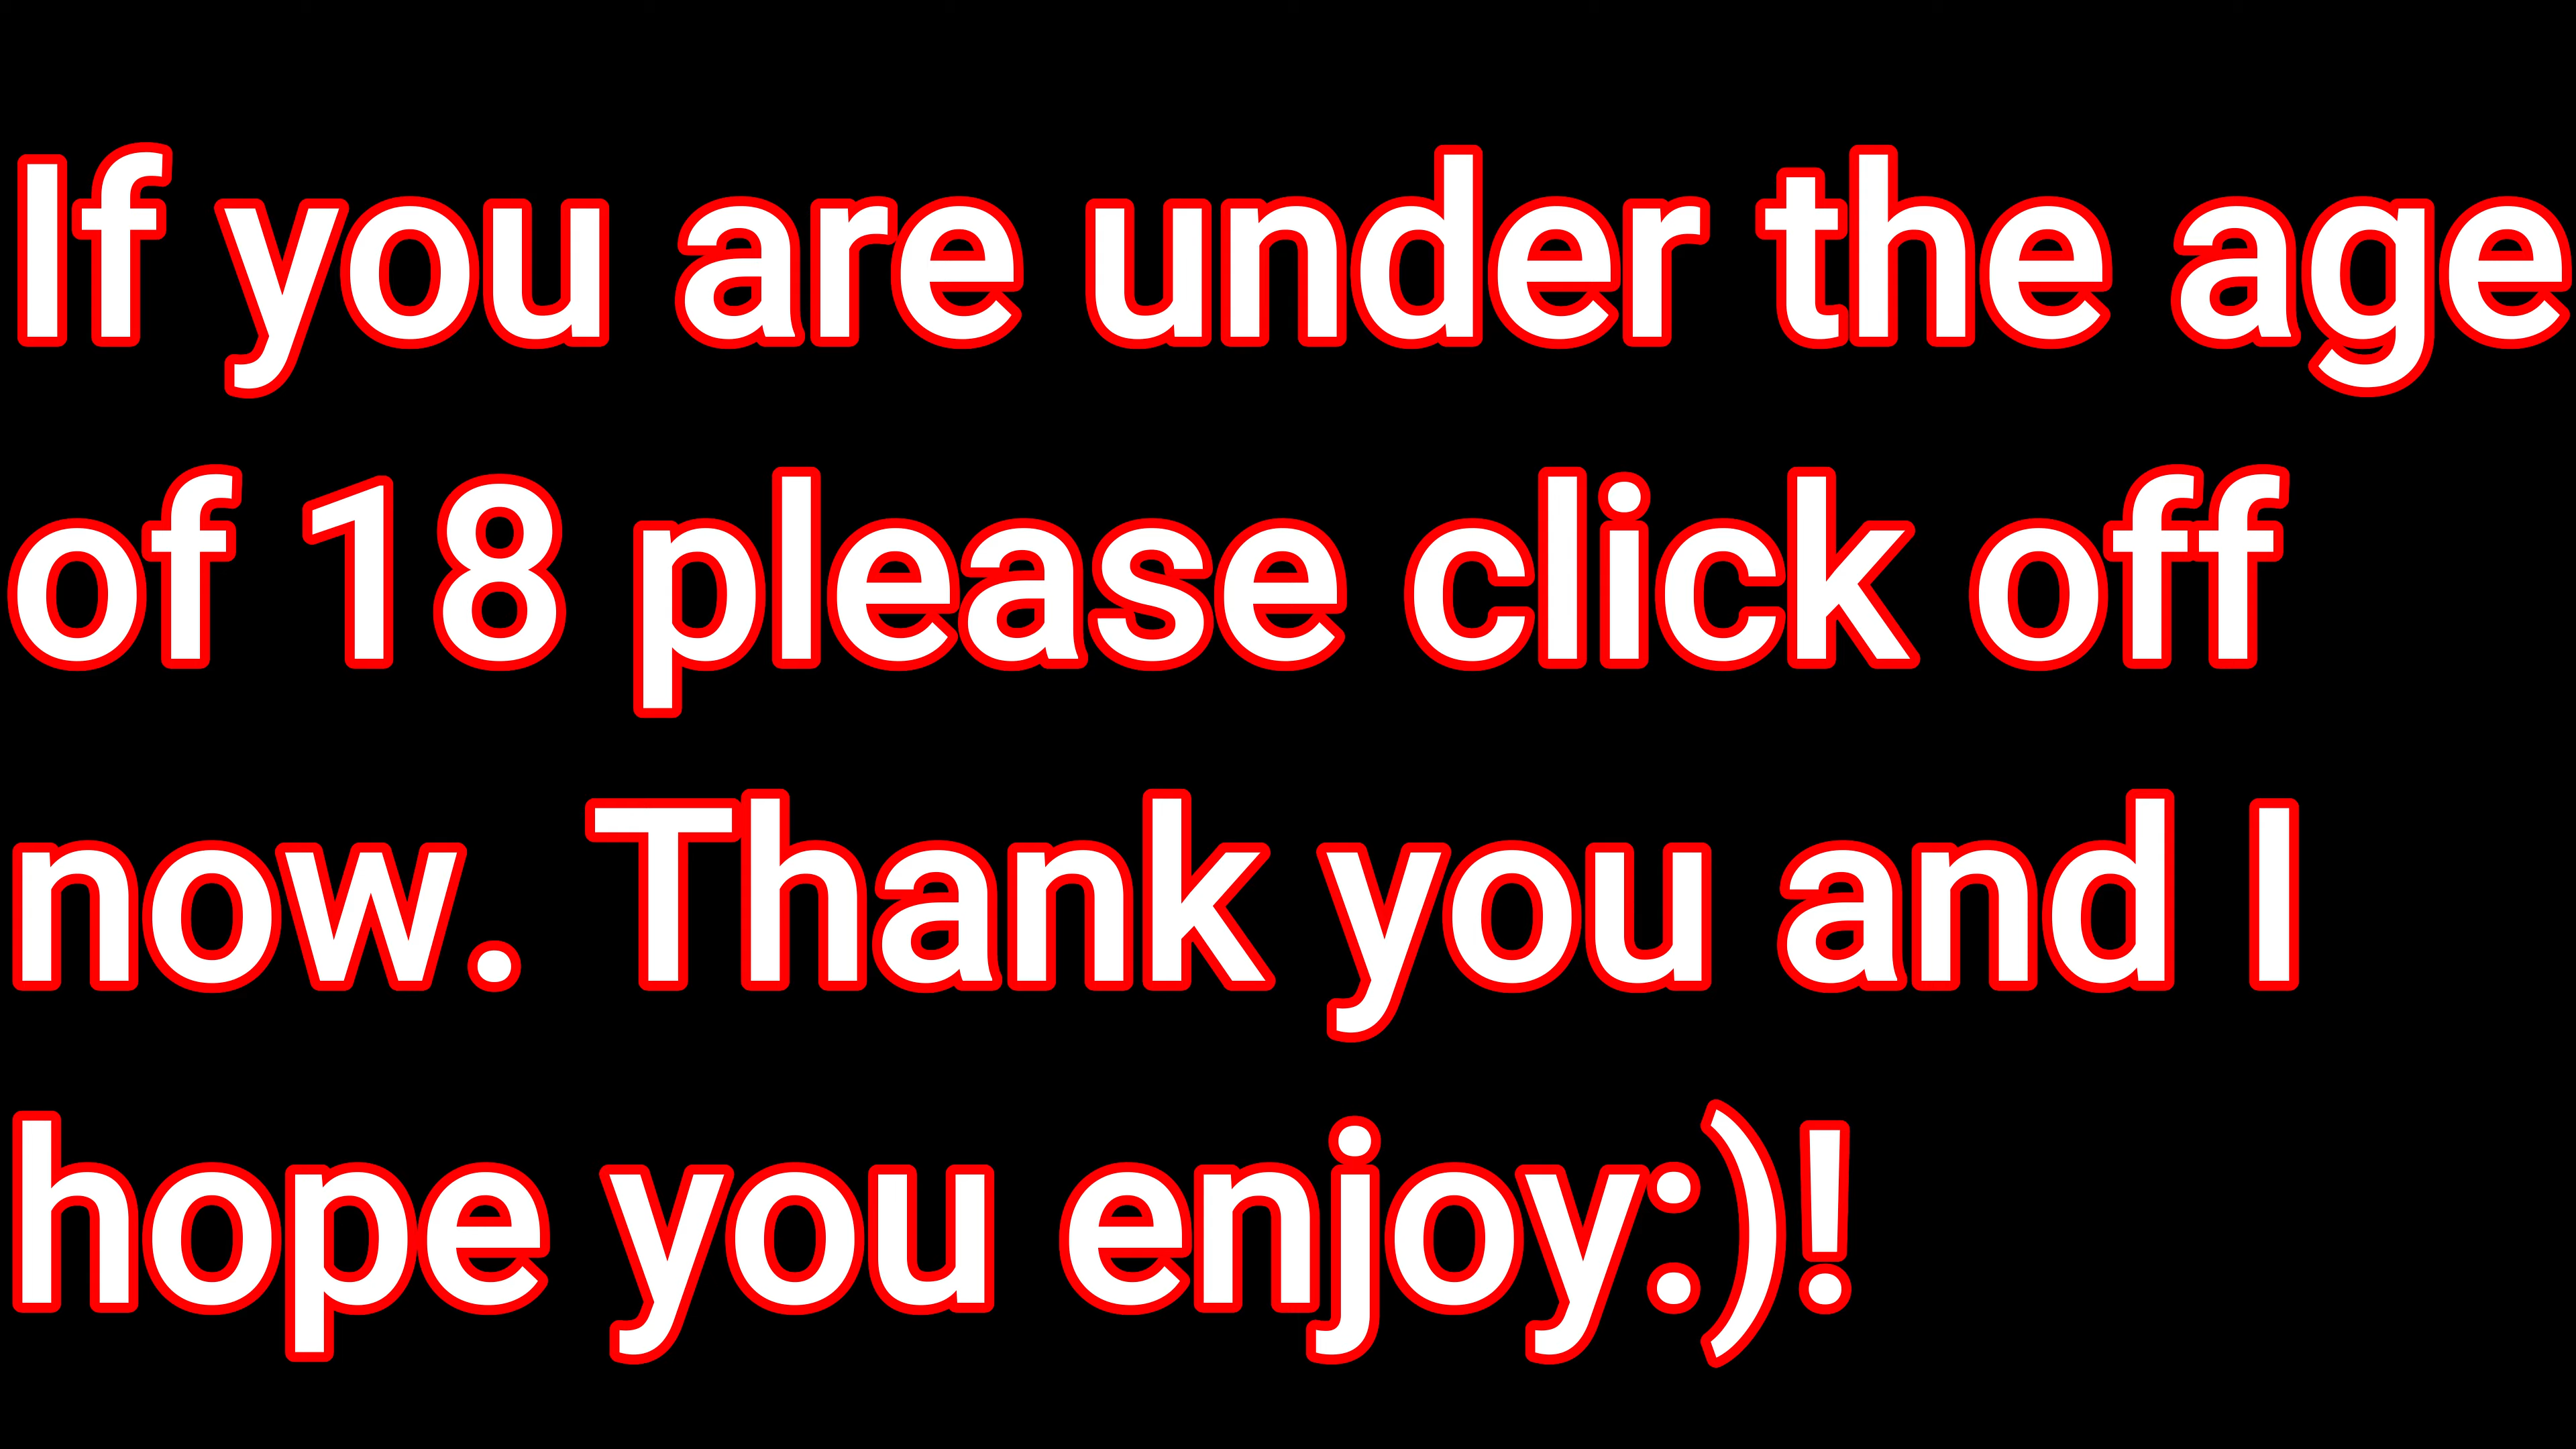 If you are under the age
of 18 please click off
now. Thank you and I
hope you enjoy:)!